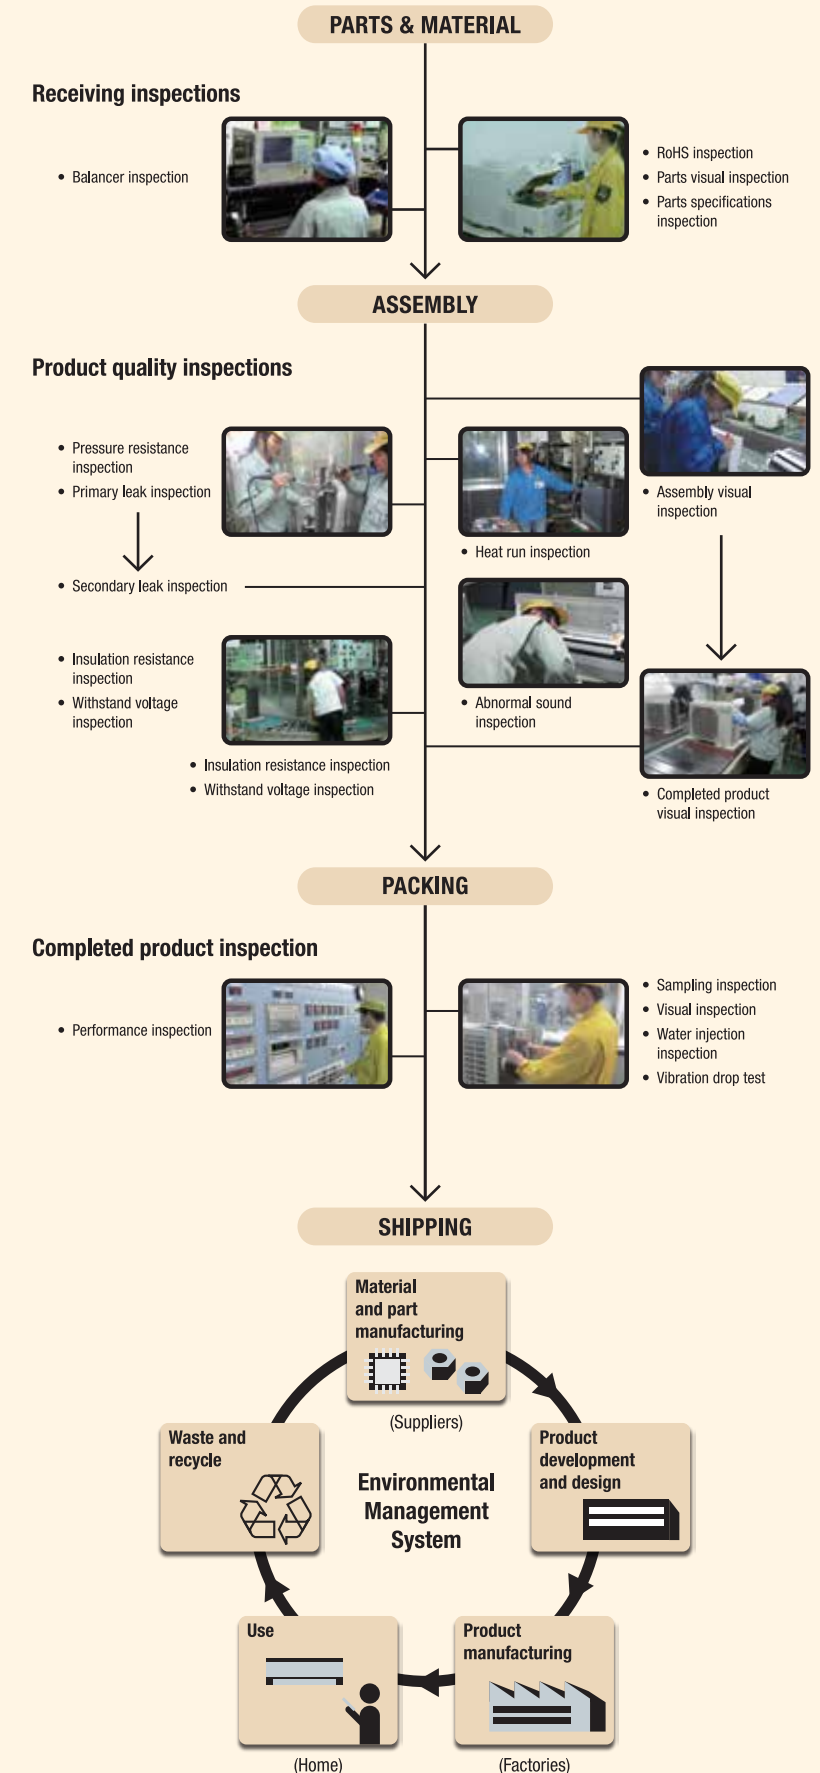 PARTS & MATERIAL
Receiving inspections
• Balancer inspection
• RoHS inspection
• Parts visual inspection
• Parts specifications
inspection
ASSEMBLY
Product quality inspections
• Pressure resistance
inspection
• Primary leak inspection
• Secondary leak inspection
• Heat run inspection
• Assembly visual
inspection
• Insulation resistance
inspection
• Withstand voltage
inspection
• Insulation resistance inspection
• Withstand voltage inspection
• Abnormal sound
inspection
• Completed product
visual inspection
PACKING
Completed product inspection
• Performance inspection
• Sampling inspection
• Visual inspection
• Water injection
inspection
• Vibration drop test
SHIPPING
Material
and part
manufacturing
(Suppliers)
Waste and
recycle
Environmental
Management
System
Product
development
and design
Use
(Home)
Product
manufacturing
(Factories)